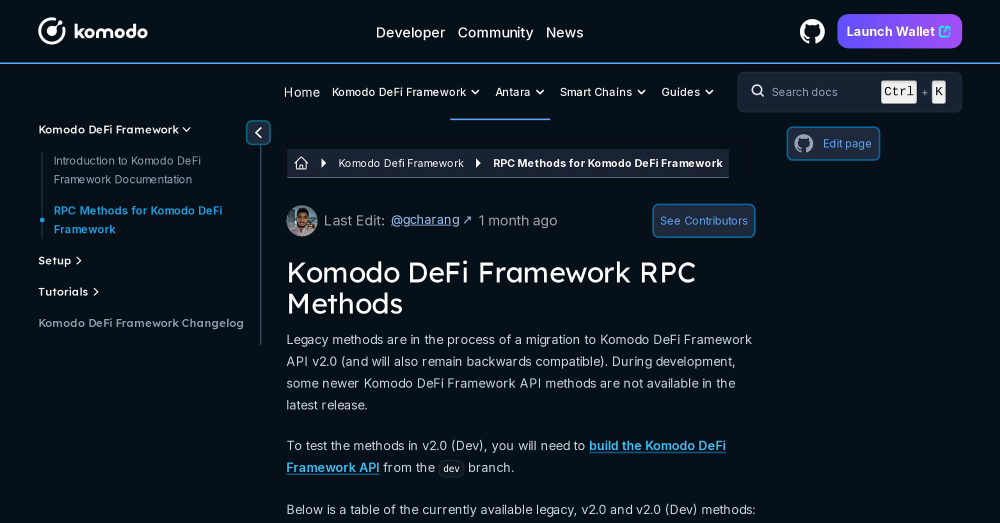 komodo
Developer Community News
Launch Wallet
Home Komodo DeFi Framework Antara Smart Chains Guides
Search docs Ctrl + K
Komodo DeFi Framework
Introduction to Komodo DeFi
Framework Documentation
RPC Methods for Komodo DeFi
Framework
Setup
Tutorials
Komodo DeFi Framework Changelog
Komodo Defi Framework RPC Methods for Komodo DeFi Framework
Edit page
Last Edit: @gcharang ↗ 1 month ago
See Contributors
Komodo DeFi Framework RPC
Methods
Legacy methods are in the process of a migration to Komodo DeFi Framework
API v2.0 (and will also remain backwards compatible). During development,
some newer Komodo DeFi Framework API methods are not available in the
latest release.
To test the methods in v2.0 (Dev), you will need to build the Komodo DeFi
Framework API from the dev branch.
Below is a table of the currently available legacy, v2.0 and v2.0 (Dev) methods: